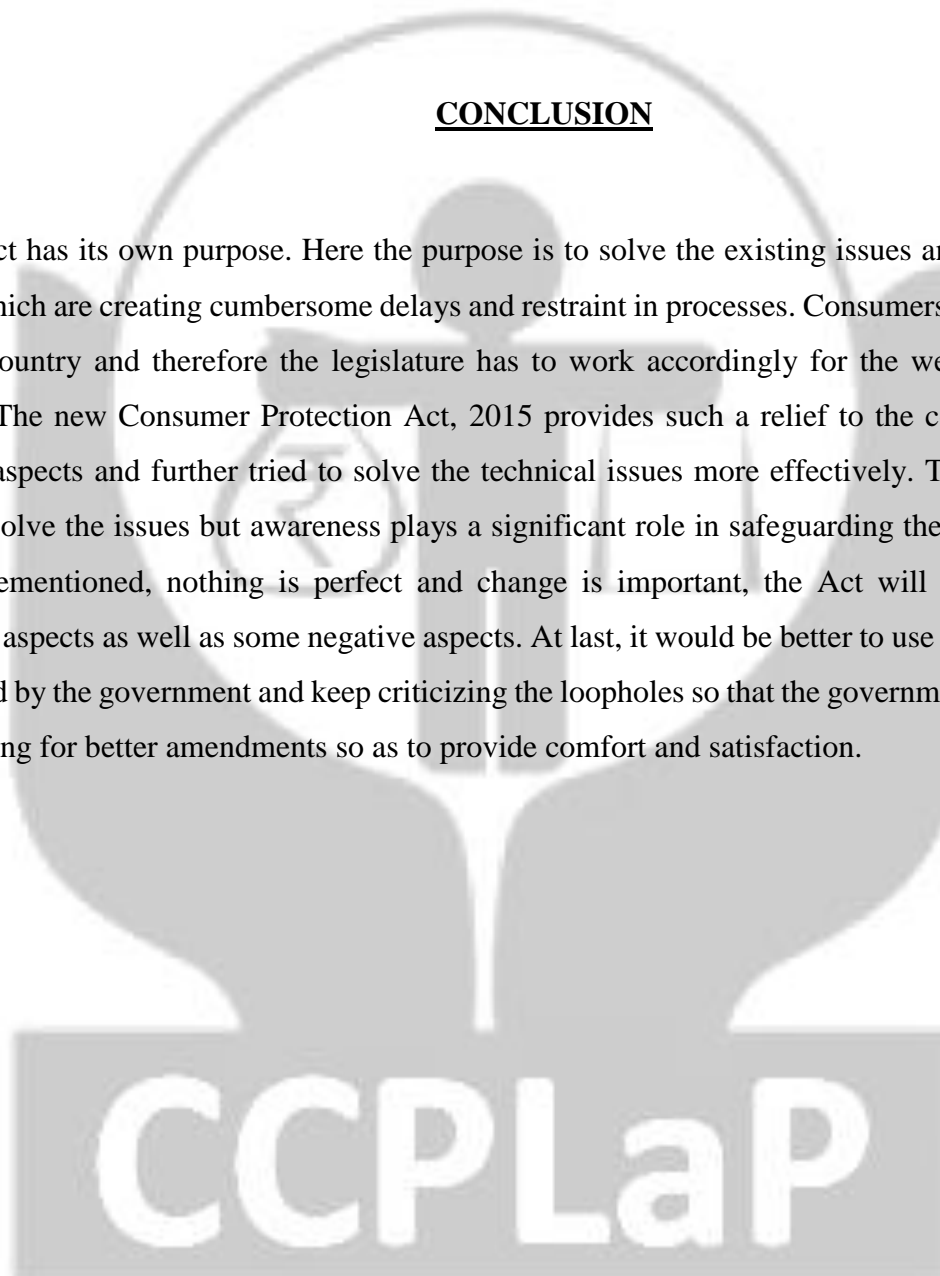 CONCLUSION
ct has its own purpose. Here the purpose is to solve the existing issues a
hich are creating cumbersome delays and restraint in processes. Consumers
ountry and therefore the legislature has to work accordingly for the we
The new Consumer Protection Act, 2015 provides such a relief to the c
aspects and further tried to solve the technical issues more effectively. T
olve the issues but awareness plays a significant role in safeguarding the
ementioned, nothing is perfect and change is important, the Act will
aspects as well as some negative aspects. At last, it would be better to use
d by the government and keep criticizing the loopholes so that the governm
ing for better amendments so as to provide comfort and satisfaction.
₹
CCPLaP